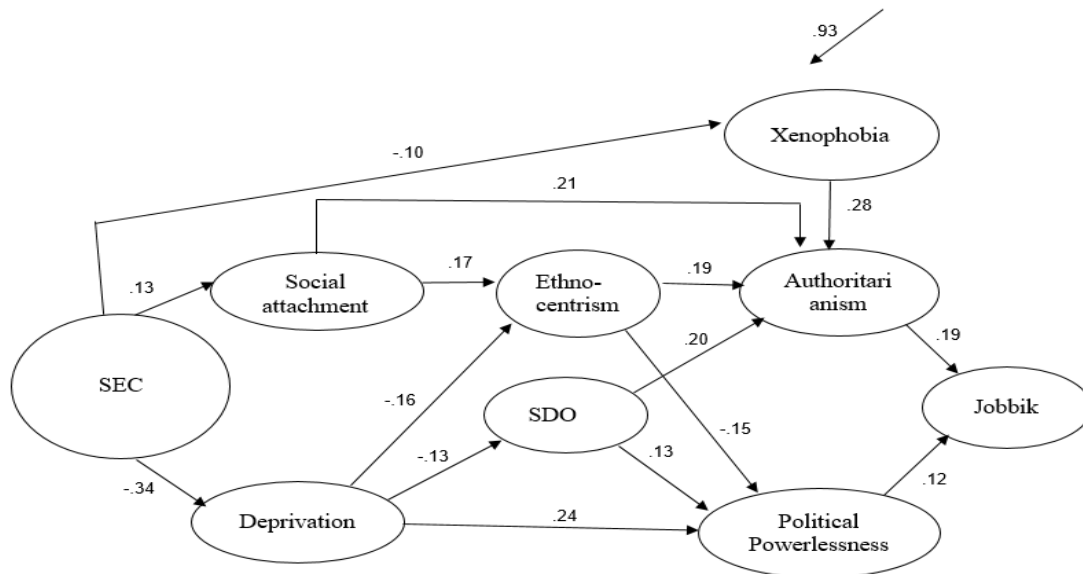 .93
Xenophobia
-.10
.21
.28
Social
attachment
.13
.17
Ethno-
centrism
.19
Authoritari
anism
.20
.19
SEC
-.16
SDO
-.15
Jobbik
-.13
.13
-.34
.12
Deprivation
.24
Political
Powerlessness